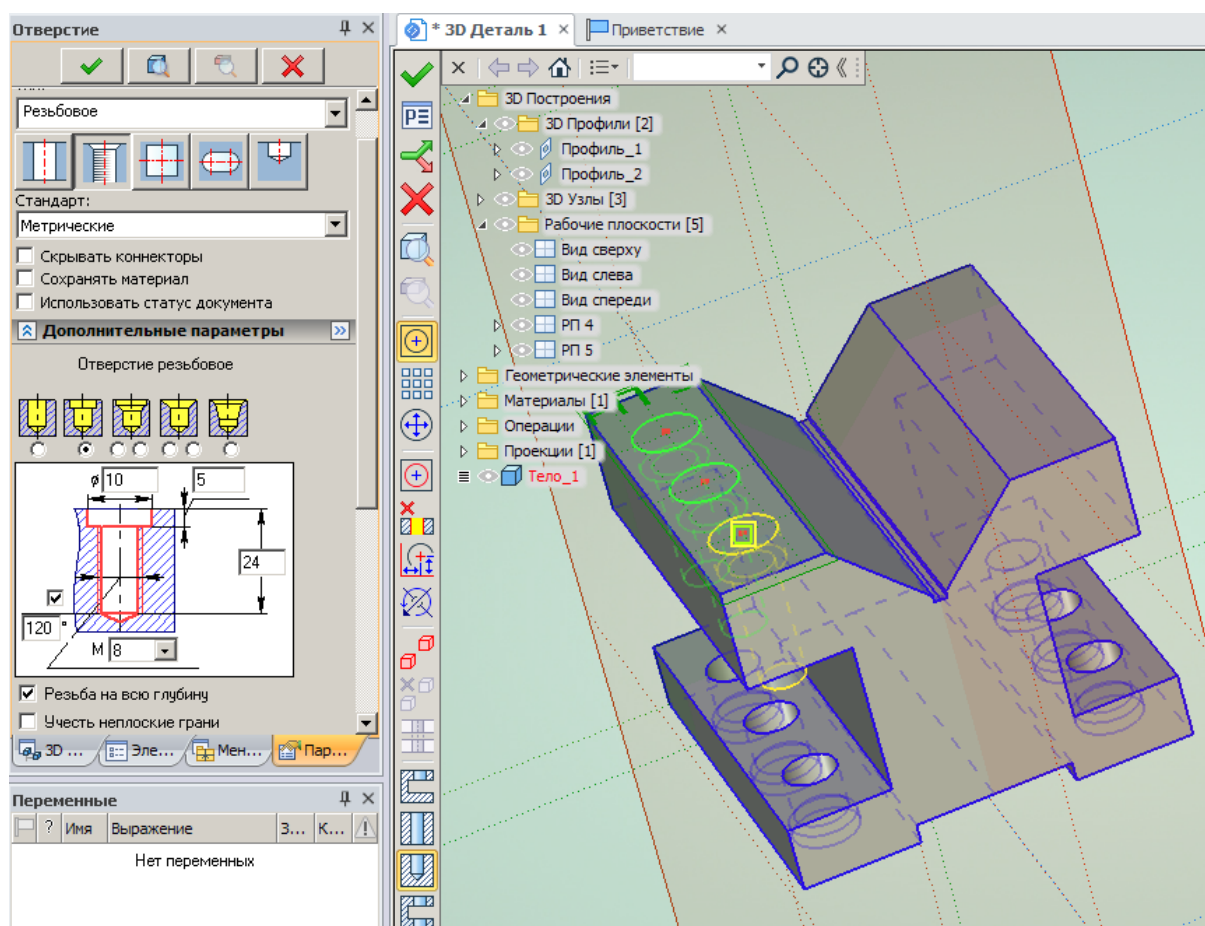 Отверстие
Резьбовое
Стандарт:
Метрические
Скрывать коннекторы
Сохранять материал
Использовать статус документа
Дополнительные параметры
Отверстие резьбовое
ø 10
5
24
120 °
M 8
Резьба на всю глубину
Учесть неплоские грани
3D ...
Эле...
Мен...
Пар...
Переменные
? Имя Выражение З... К...
Нет переменных
* 3D Деталь 1
Приветствие
3D Построения
3D Профили [2]
Профиль_1
Профиль_2
3D Узлы [3]
Рабочие плоскости [5]
Вид сверху
Вид слева
Вид спереди
РП 4
РП 5
Геометрические элементы
Материалы [1]
Операции
Проекции [1]
Тело_1